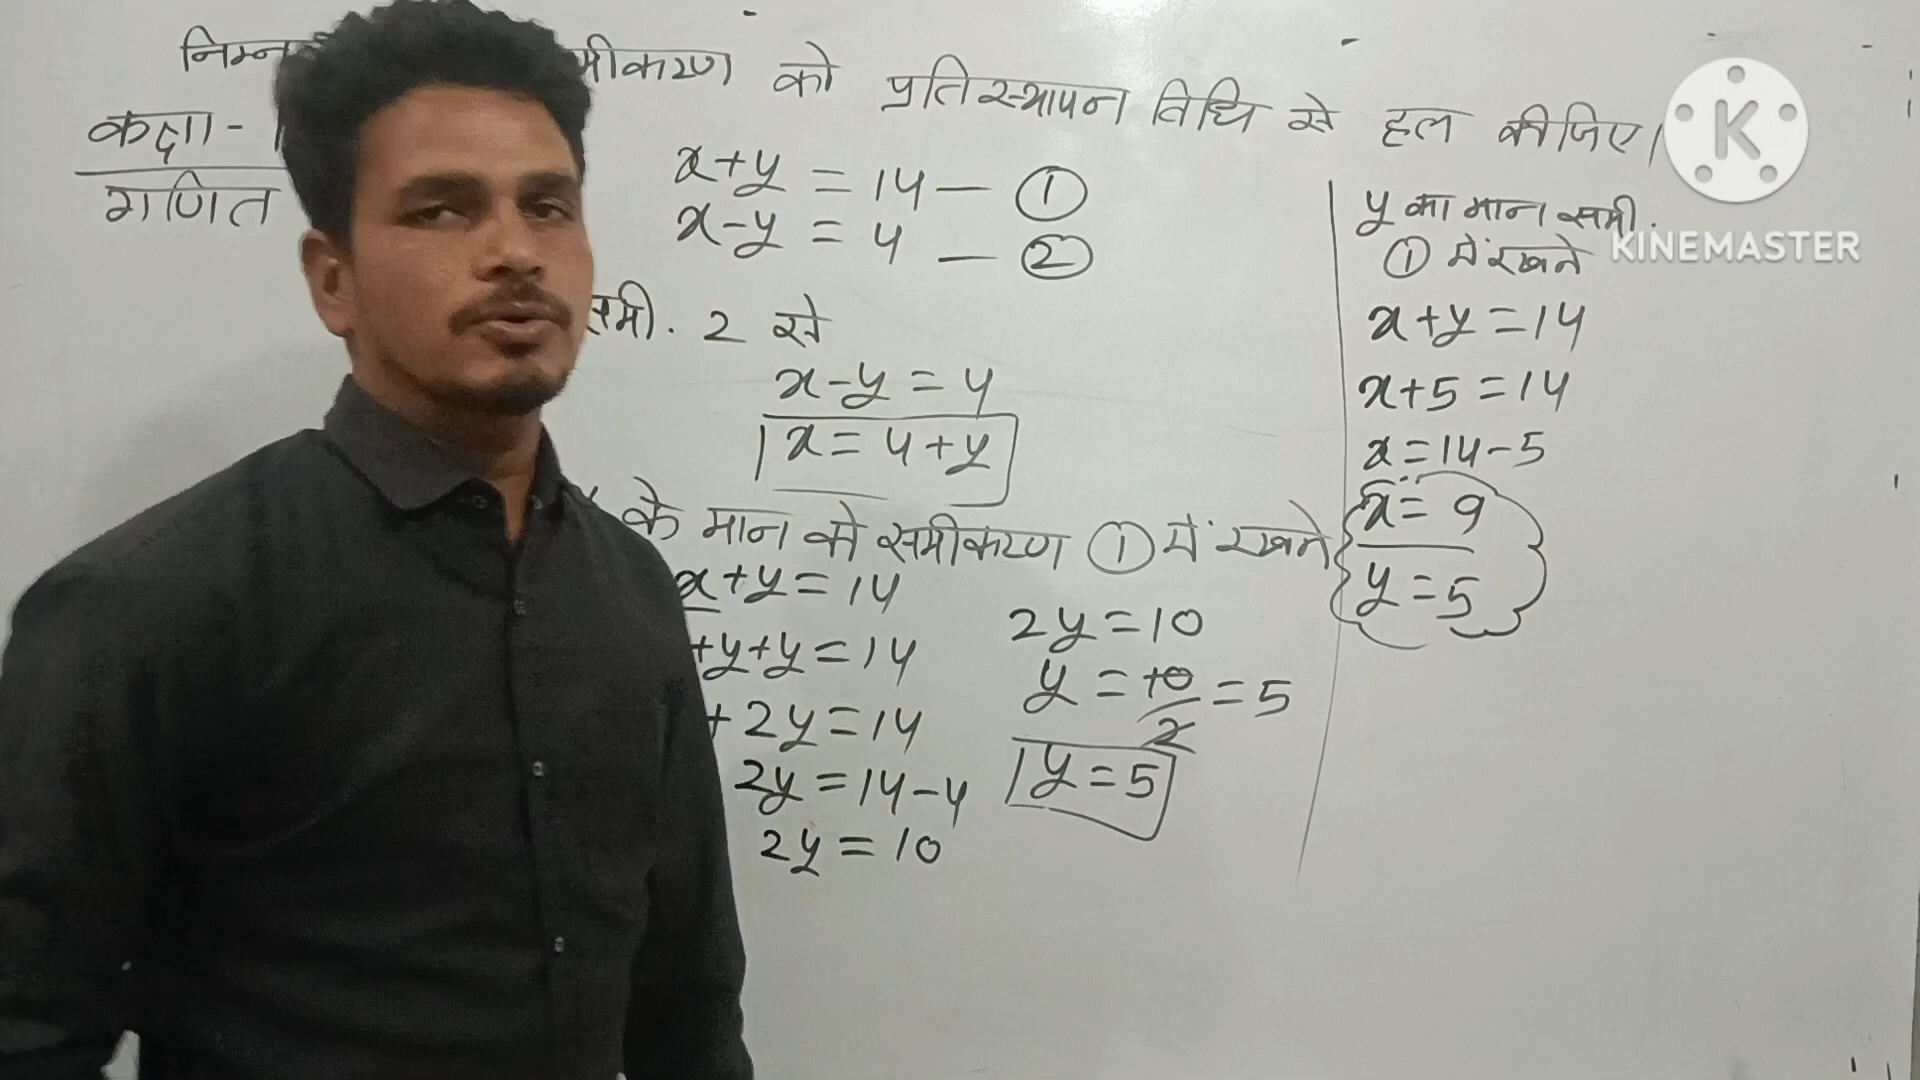 निम्न समीकरण को प्रतिस्थापन विधि से हल कीजिए।
कक्षा - 1
गणित
x+y = 14 — ①
x-y = 4 — ②
समी. 2 से
x-y = 4
x = 4+y
के मान को समीकरण ① में रखने
x+y = 14
+y+y = 14
+ 2y = 14
2y = 14-4
2y = 10
2y = 10
y = 10/2 = 5
y = 5
y का मान समी.
① में रखने
x+y = 14
x+5 = 14
x = 14-5
x = 9
y = 5
K
KINEMASTER